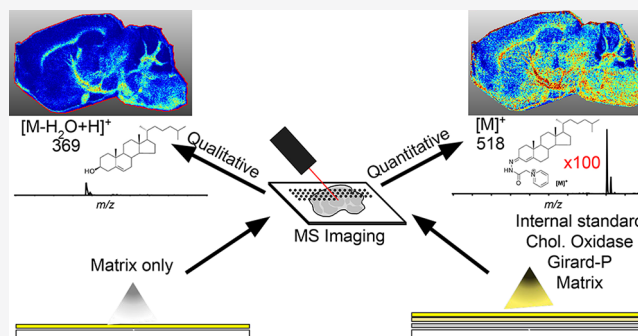 [M-H₂O+H]⁺
369
HO
m/z
Qualitative
Quantitative
MS Imaging
[M]⁺
518
x100
N
HN
O
N⁺
[M]⁺
m/z
Matrix only
Internal standard
Chol. Oxidase
Girard-P
Matrix